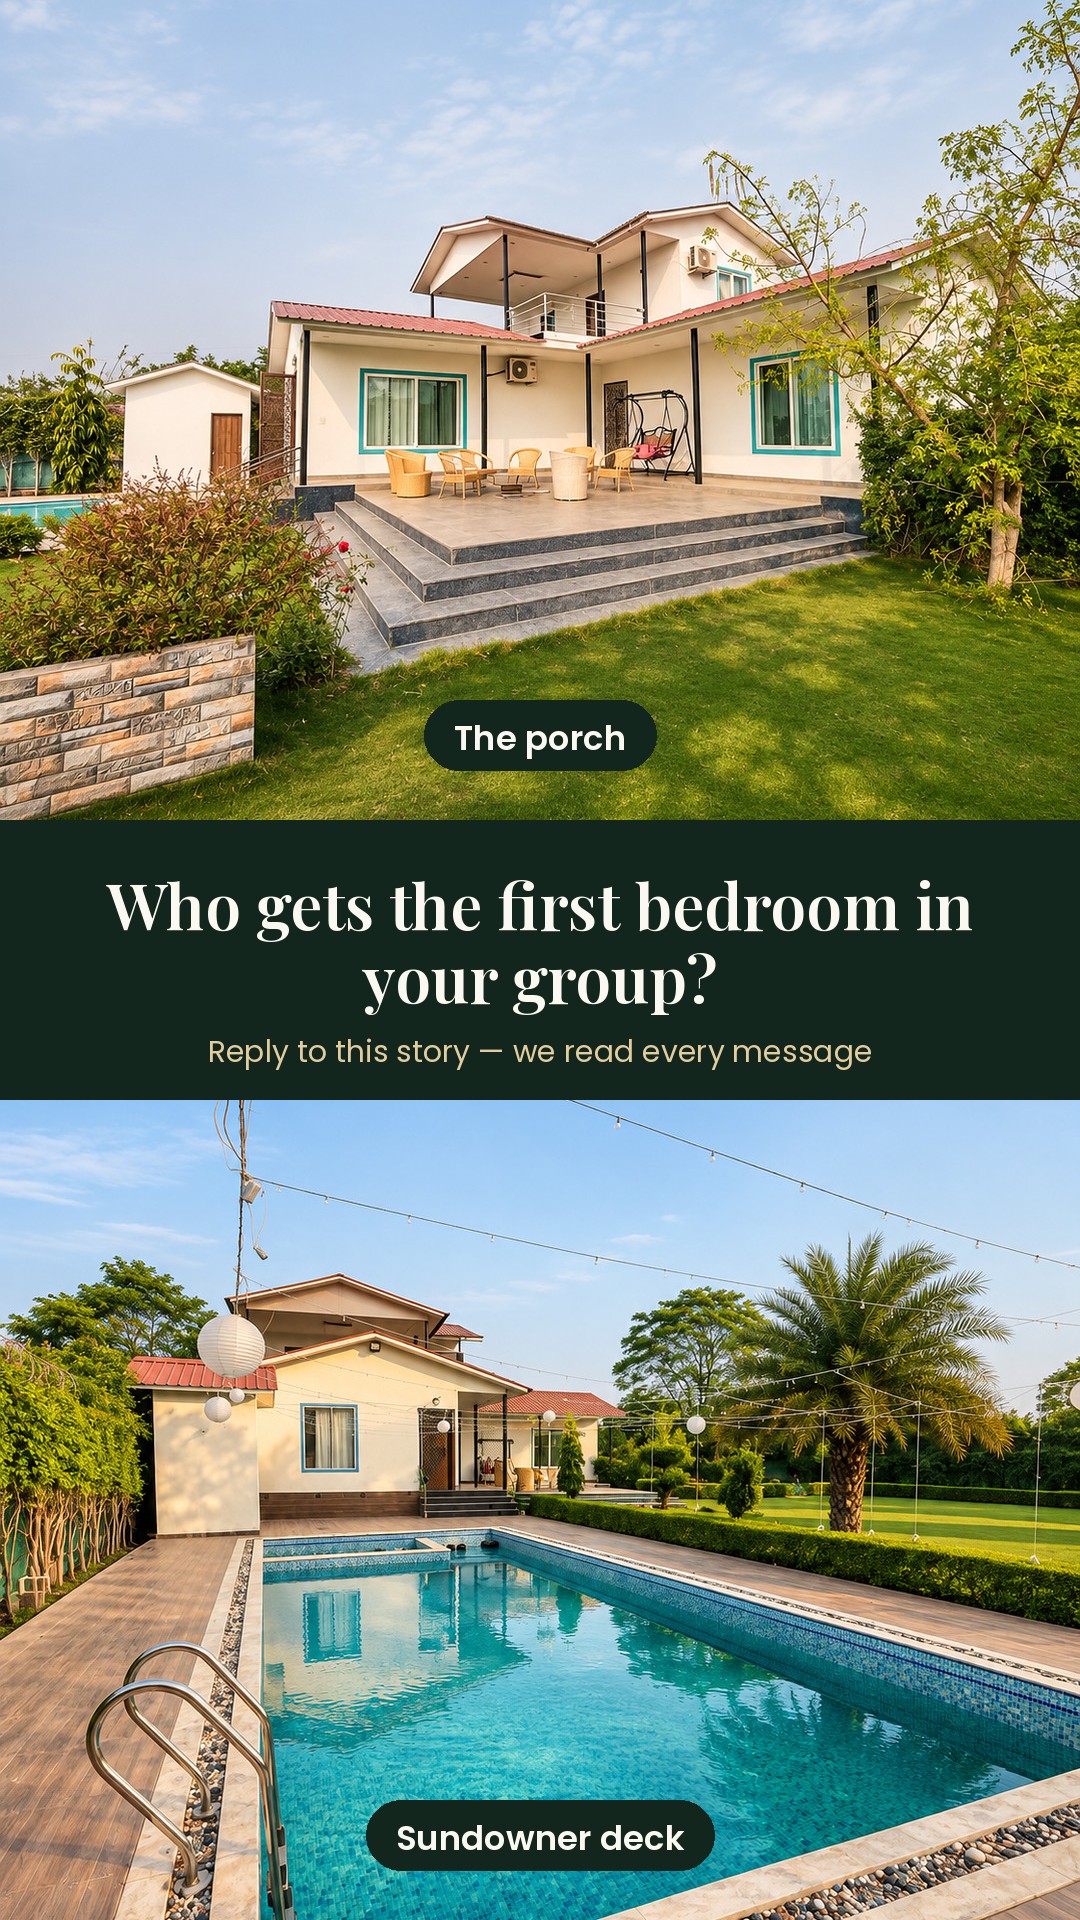 The porch
Who gets the first bedroom in
your group?
Reply to this story — we read every message
Sundowner deck